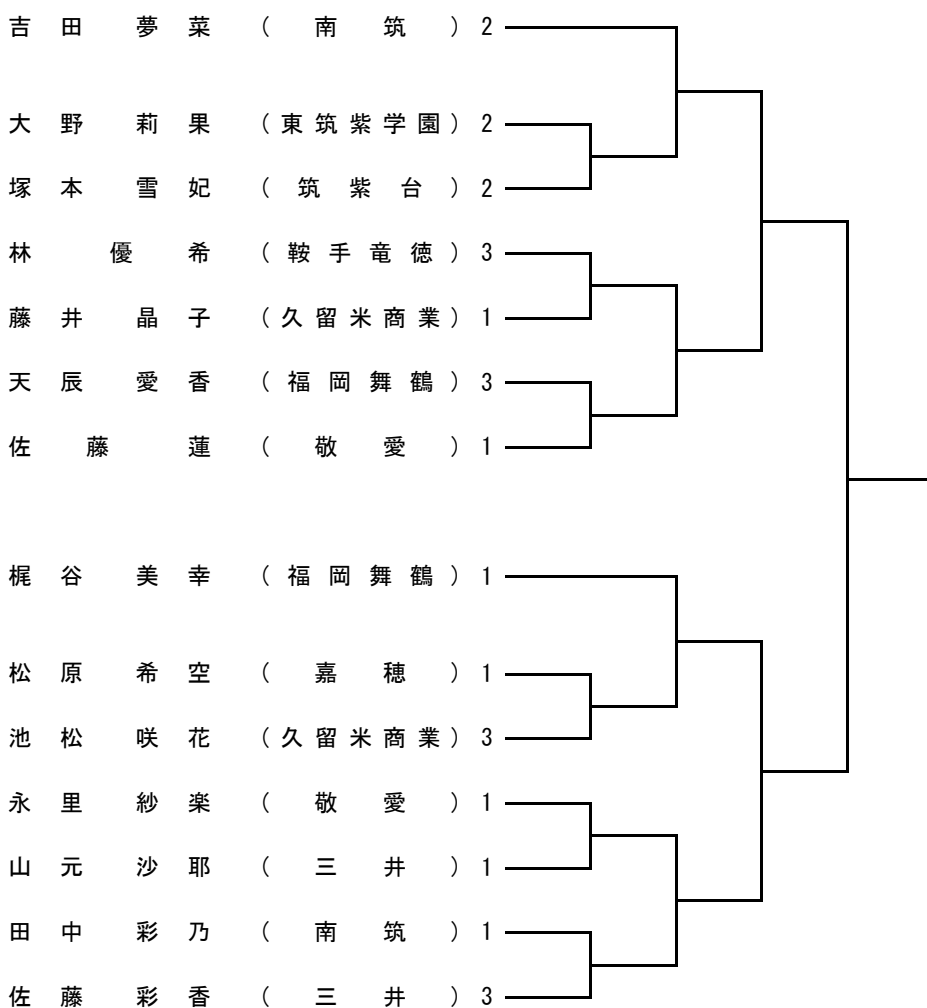 吉田 夢菜 (南筑) 2
大野 莉果 (東筑紫学園) 2
塚本 雪妃 (筑紫台) 2
林 優希 (鞍手竜徳) 3
藤井 晶子 (久留米商業) 1
天辰 愛香 (福岡舞鶴) 3
佐藤 蓮 (敬愛) 1
梶谷 美幸 (福岡舞鶴) 1
松原 希空 (嘉穂) 1
池松 咲花 (久留米商業) 3
永里 紗楽 (敬愛) 1
山元 沙耶 (三井) 1
田中 彩乃 (南筑) 1
佐藤 彩香 (三井) 3